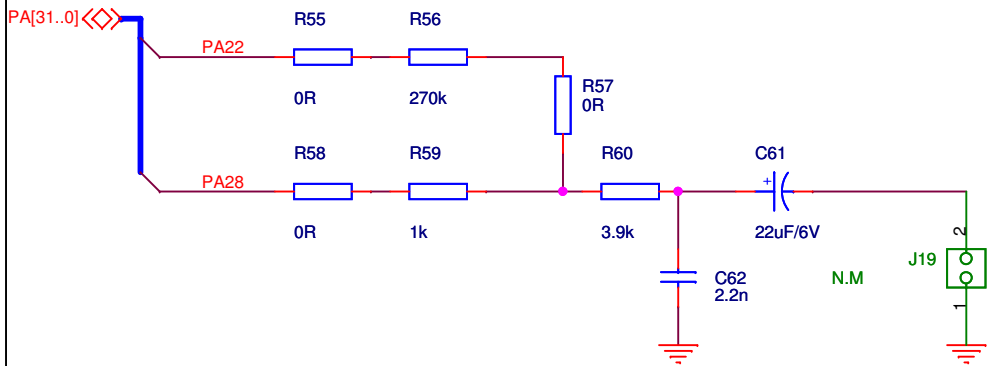 PA[31..0]
R55
R56
PA22
0R
270k
R57
0R
R58
R59
R60
C61
PA28
+
0R
1k
3.9k
22uF/6V
2
J19
C62
2.2n
N.M
1